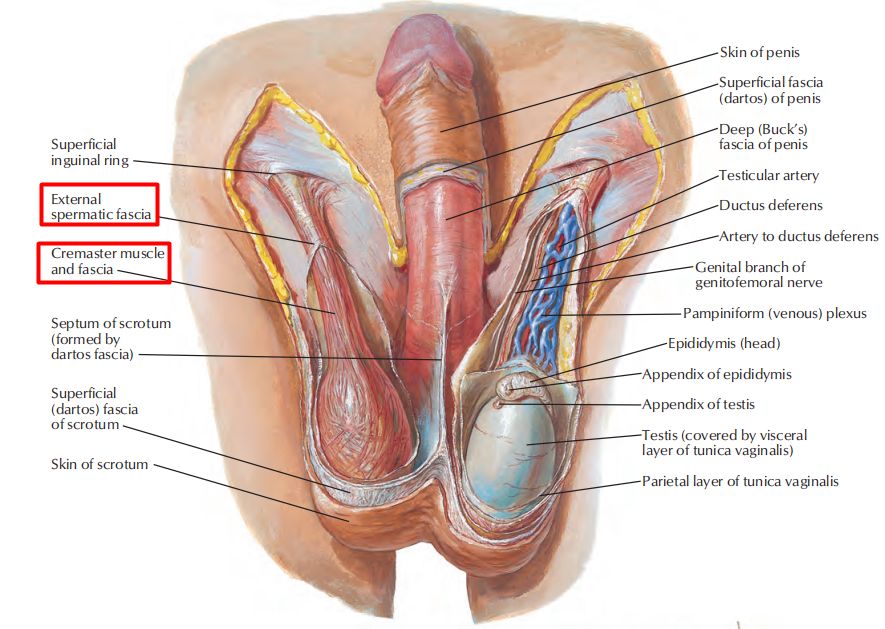 Superficial
inguinal ring
External
spermatic fascia
Cremaster muscle
and fascia
Septum of scrotum
(formed by
dartos fascia)
Superficial
(dartos) fascia
of scrotum
Skin of scrotum
Skin of penis
Superficial fascia
(dartos) of penis
Deep (Buck's)
fascia of penis
Testicular artery
Ductus deferens
Artery to ductus deferens
Genital branch of
genitofemoral nerve
Pampiniform (venous) plexus
Epididymis (head)
Appendix of epididymis
Appendix of testis
Testis (covered by visceral
layer of tunica vaginalis)
Parietal layer of tunica vaginalis